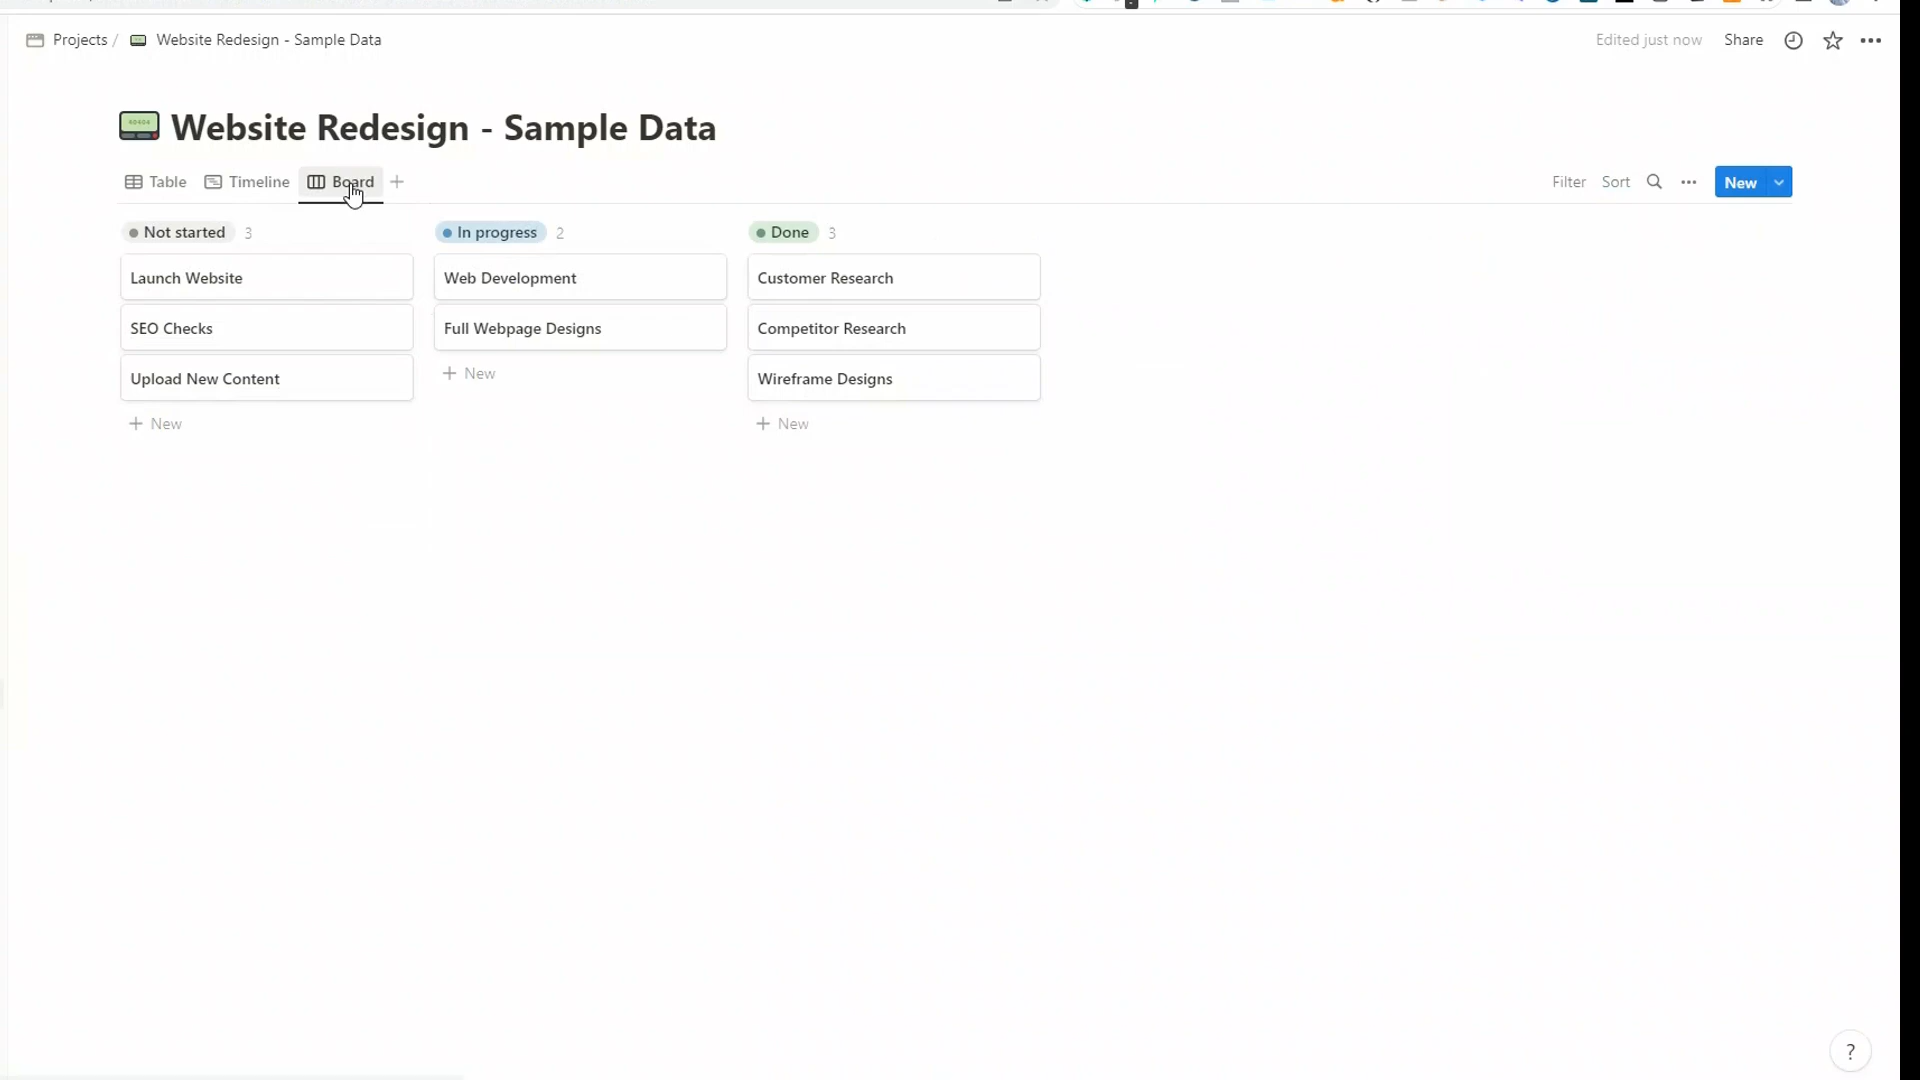 Projects / Website Redesign - Sample Data
Edited just now Share
Website Redesign - Sample Data
Table Timeline Board
Filter Sort New
Not started 3
Launch Website
SEO Checks
Upload New Content
+ New
In progress 2
Web Development
Full Webpage Designs
+ New
Done 3
Customer Research
Competitor Research
Wireframe Designs
+ New
?